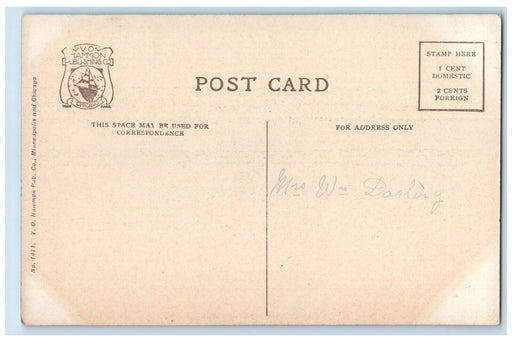 V. O.
HAMMON
PUBLISHING CO.
CHICAGO
POST CARD
STAMP HERE
1 CENT
DOMESTIC
2 CENTS
FOREIGN
THIS SPACE MAY BE USED FOR
CORRESPONDENCE
FOR ADDRESS ONLY
Mrs Wm Darling
No. 1421. V. O. Hammon Pub. Co., Minneapolis and Chicago